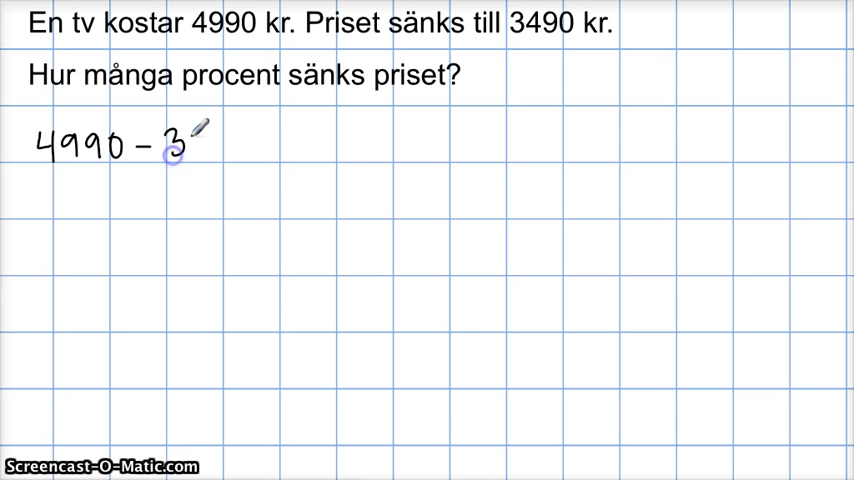 En tv kostar 4990 kr. Priset sänks till 3490 kr.
Hur många procent sänks priset?
4990 - 3
Screencast-O-Matic.com